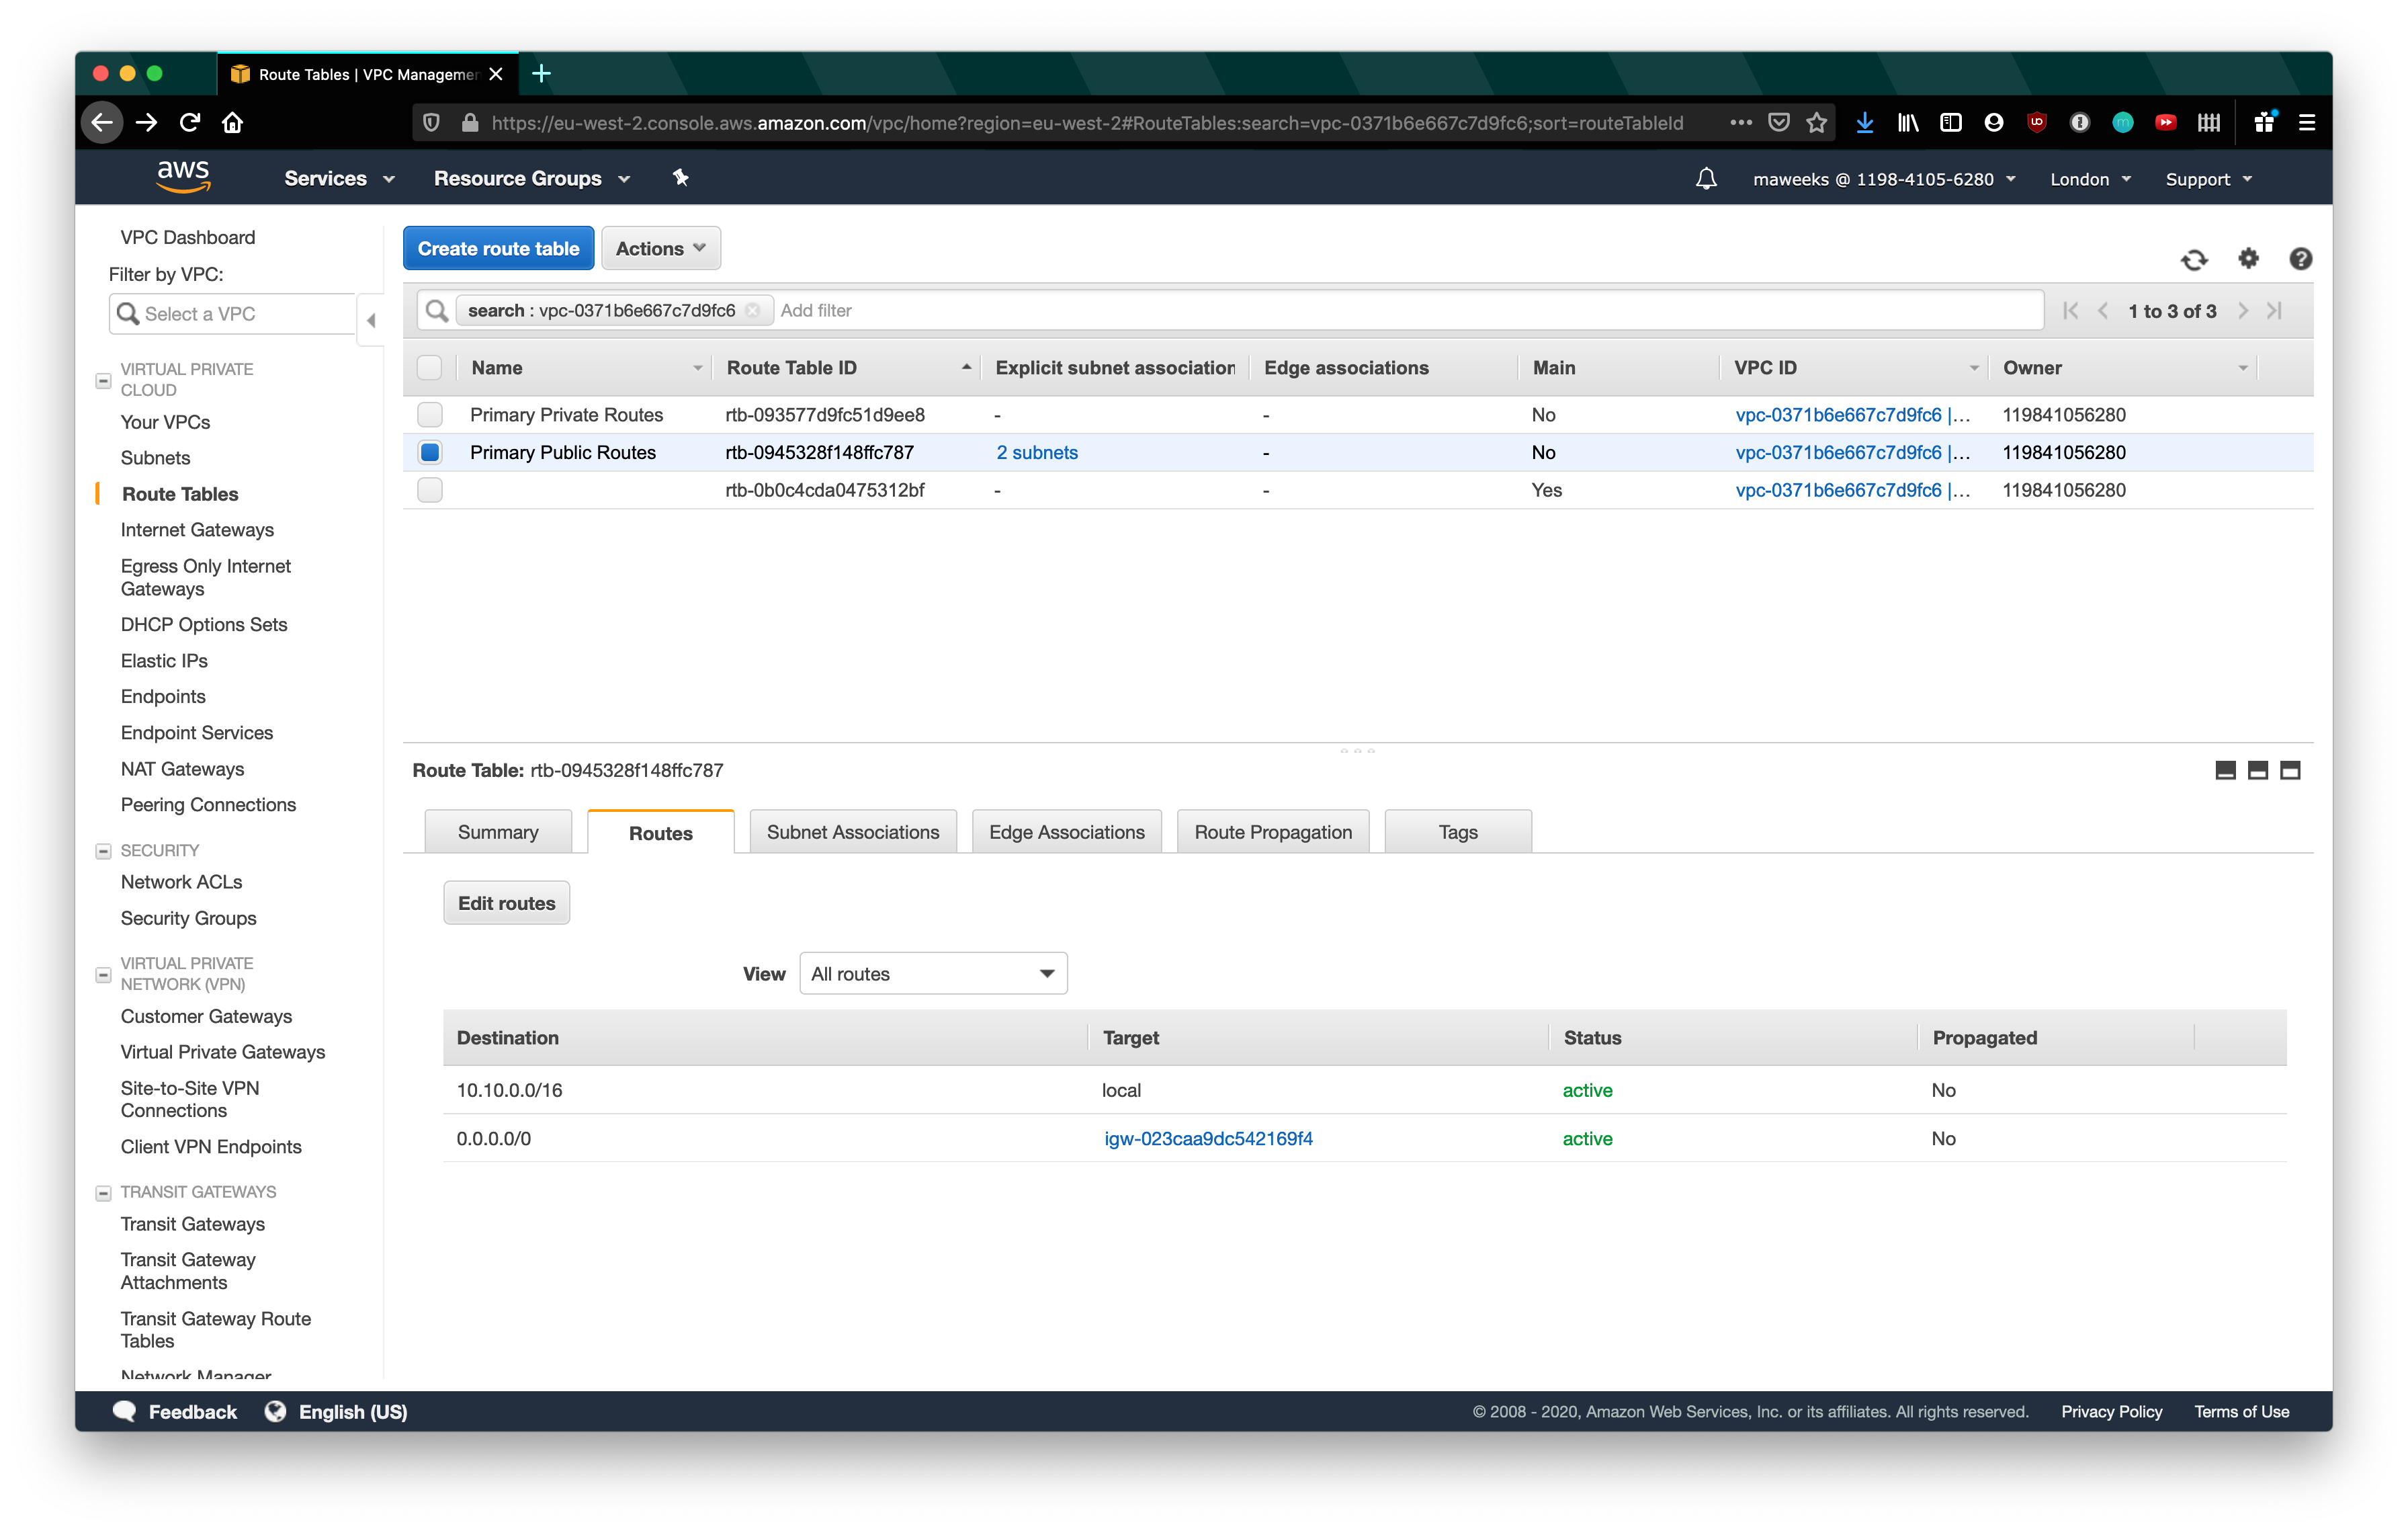 Route Tables | VPC Managemen
https://eu-west-2.console.aws.amazon.com/vpc/home?region=eu-west-2#RouteTables:search=vpc-0371b6e667c7d9fc6;sort=routeTableId
aws Services Resource Groups maweeks @ 1198-4105-6280 London Support
VPC Dashboard
Filter by VPC:
Select a VPC
VIRTUAL PRIVATE
CLOUD
Your VPCs
Subnets
Route Tables
Internet Gateways
Egress Only Internet
Gateways
DHCP Options Sets
Elastic IPs
Endpoints
Endpoint Services
NAT Gateways
Peering Connections
SECURITY
Network ACLs
Security Groups
VIRTUAL PRIVATE
NETWORK (VPN)
Customer Gateways
Virtual Private Gateways
Site-to-Site VPN
Connections
Client VPN Endpoints
TRANSIT GATEWAYS
Transit Gateways
Transit Gateway
Attachments
Transit Gateway Route
Tables
Network Manager
Create route table Actions
search : vpc-0371b6e667c7d9fc6 Add filter 1 to 3 of 3
Name Route Table ID Explicit subnet association Edge associations Main VPC ID Owner
Primary Private Routes rtb-093577d9fc51d9ee8 - - No vpc-0371b6e667c7d9fc6 |... 119841056280
Primary Public Routes rtb-0945328f148ffc787 2 subnets - No vpc-0371b6e667c7d9fc6 |... 119841056280
rtb-0b0c4cda0475312bf - - Yes vpc-0371b6e667c7d9fc6 |... 119841056280
Route Table: rtb-0945328f148ffc787
Summary Routes Subnet Associations Edge Associations Route Propagation Tags
Edit routes
View All routes
Destination Target Status Propagated
10.10.0.0/16 local active No
0.0.0.0/0 igw-023caa9dc542169f4 active No
Feedback English (US) © 2008 - 2020, Amazon Web Services, Inc. or its affiliates. All rights reserved. Privacy Policy Terms of Use